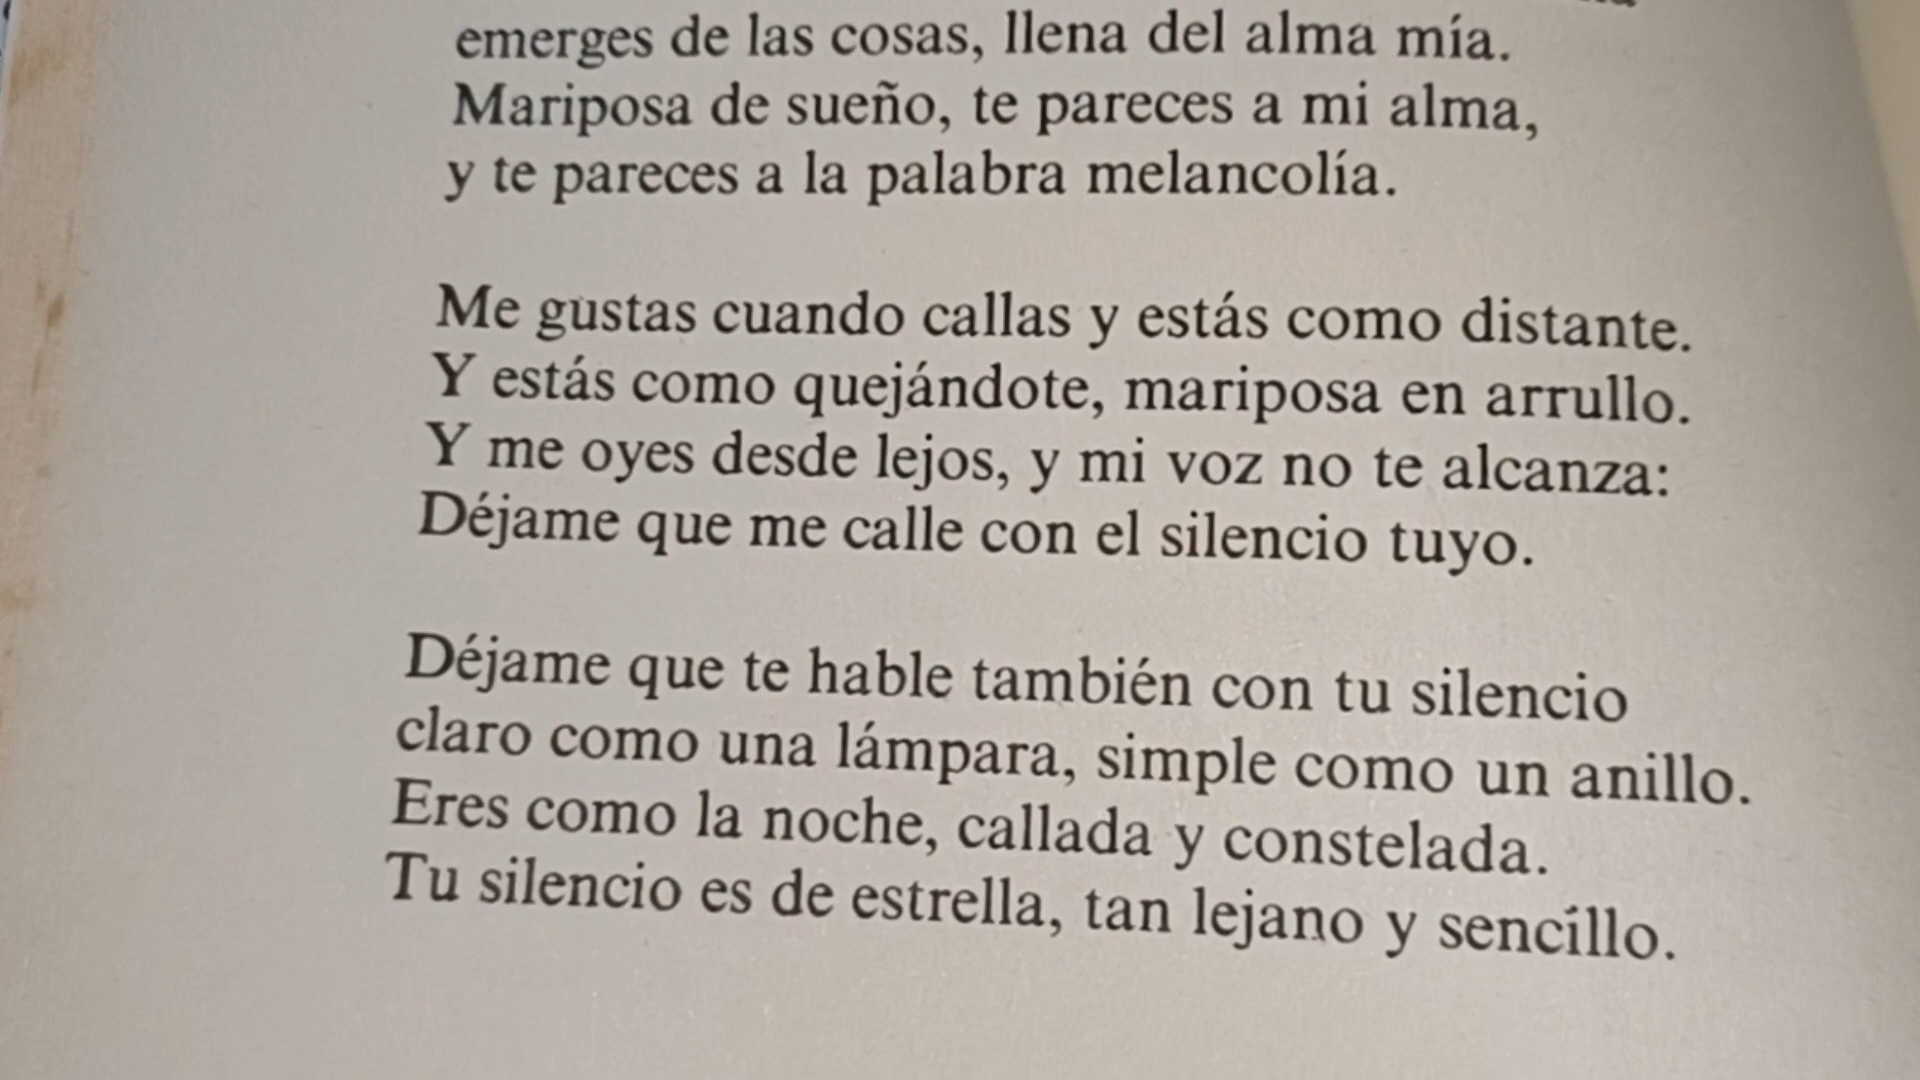 emerges de las cosas, llena del alma mía.
Mariposa de sueño, te pareces a mi alma,
y te pareces a la palabra melancolía.
Me gustas cuando callas y estás como distante.
Y estás como quejándote, mariposa en arrullo.
Y me oyes desde lejos, y mi voz no te alcanza:
Déjame que me calle con el silencio tuyo.
Déjame que te hable también con tu silencio
claro como una lámpara, simple como un anillo.
Eres como la noche, callada y constelada.
Tu silencio es de estrella, tan lejano y sencillo.